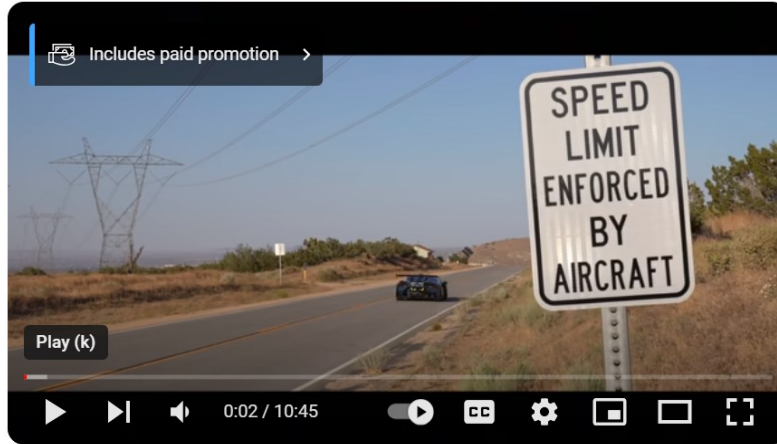 Includes paid promotion
SPEED
LIMIT
ENFORCED
BY
AIRCRAFT
Play (k)
0:02 / 10:45
CC